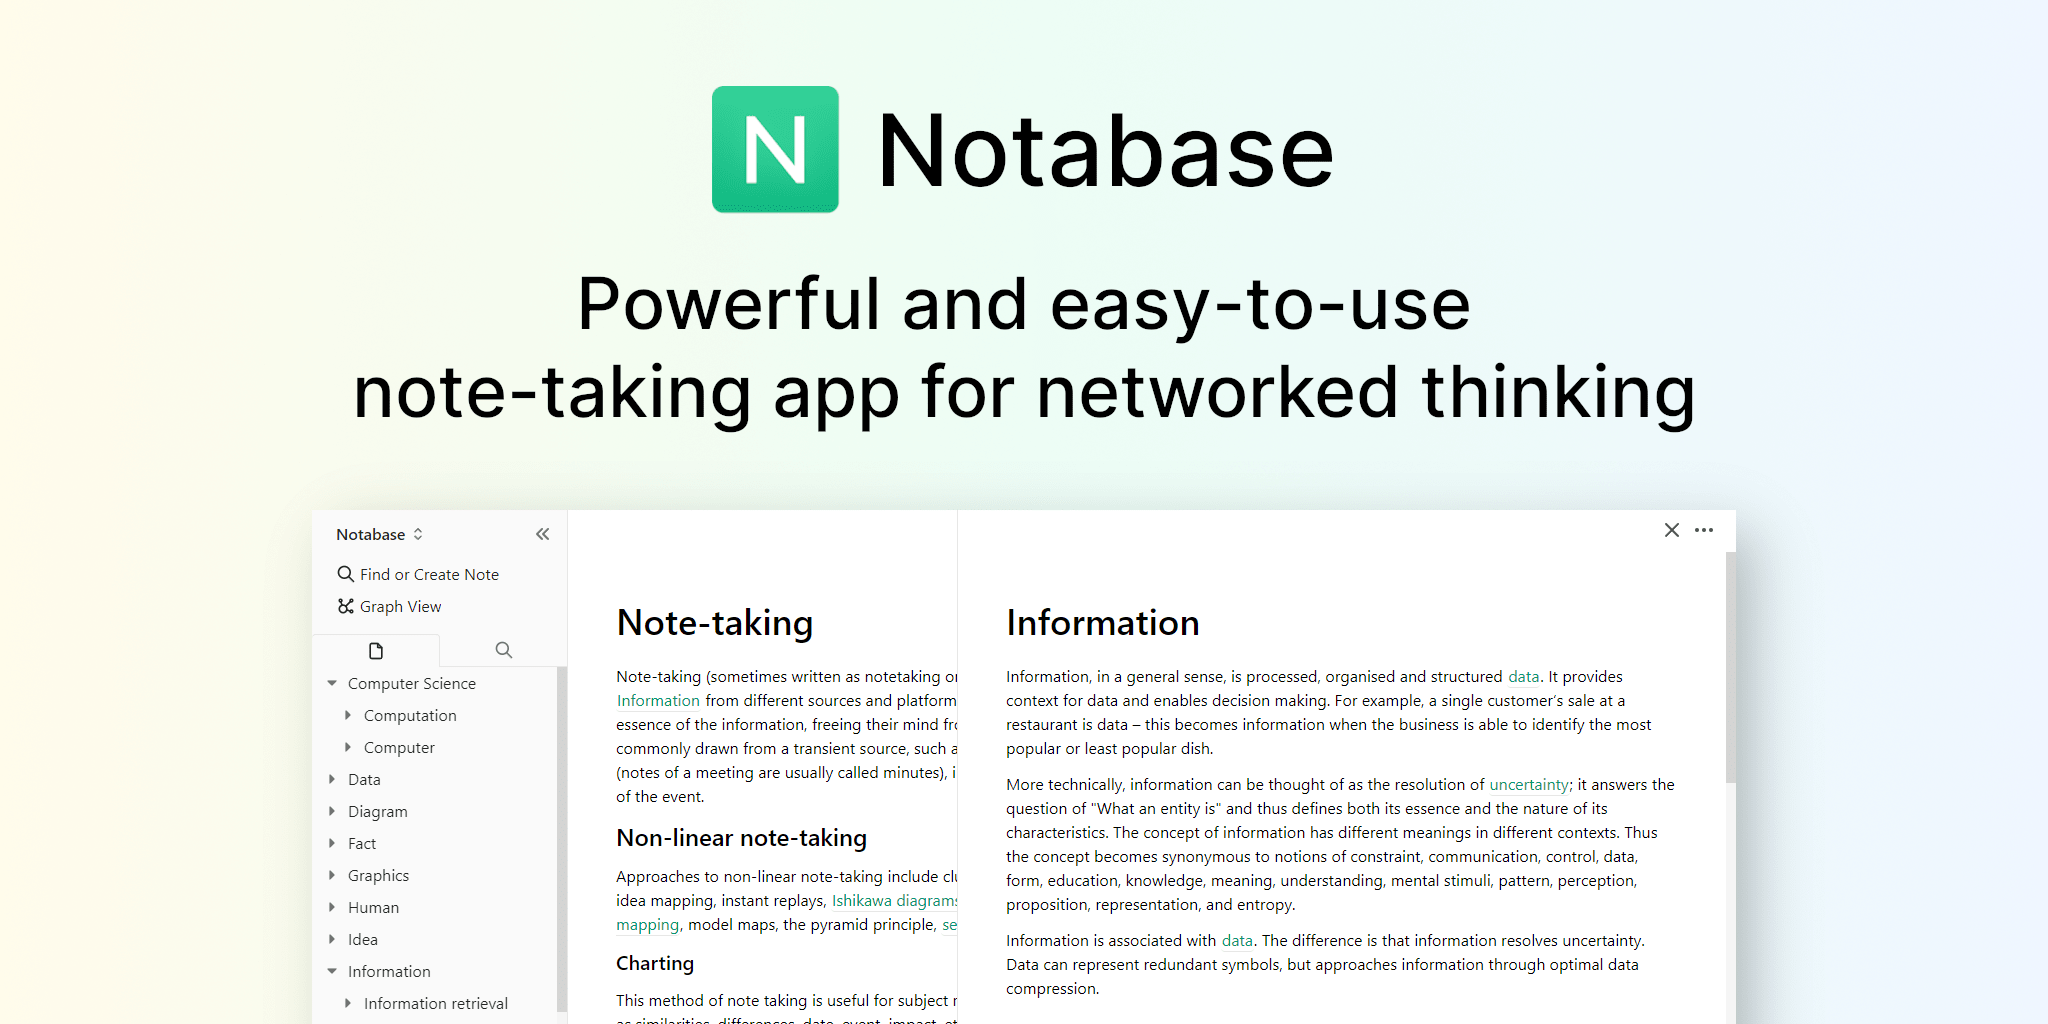 N Notabase
Powerful and easy-to-use
note-taking app for networked thinking
Notabase
Find or Create Note
Graph View
Computer Science
Computation
Computer
Data
Diagram
Fact
Graphics
Human
Idea
Information
Information retrieval
Note-taking
Note-taking (sometimes written as notetaking or
Information from different sources and platform
essence of the information, freeing their mind fro
commonly drawn from a transient source, such a
(notes of a meeting are usually called minutes), i
of the event.
Non-linear note-taking
Approaches to non-linear note-taking include clu
idea mapping, instant replays, Ishikawa diagrams
mapping, model maps, the pyramid principle, se
Charting
This method of note taking is useful for subject
as similarities, differences, date, event, impact, et
Information
Information, in a general sense, is processed, organised and structured data. It provides
context for data and enables decision making. For example, a single customer’s sale at a
restaurant is data – this becomes information when the business is able to identify the most
popular or least popular dish.
More technically, information can be thought of as the resolution of uncertainty; it answers the
question of "What an entity is" and thus defines both its essence and the nature of its
characteristics. The concept of information has different meanings in different contexts. Thus
the concept becomes synonymous to notions of constraint, communication, control, data,
form, education, knowledge, meaning, understanding, mental stimuli, pattern, perception,
proposition, representation, and entropy.
Information is associated with data. The difference is that information resolves uncertainty.
Data can represent redundant symbols, but approaches information through optimal data
compression.